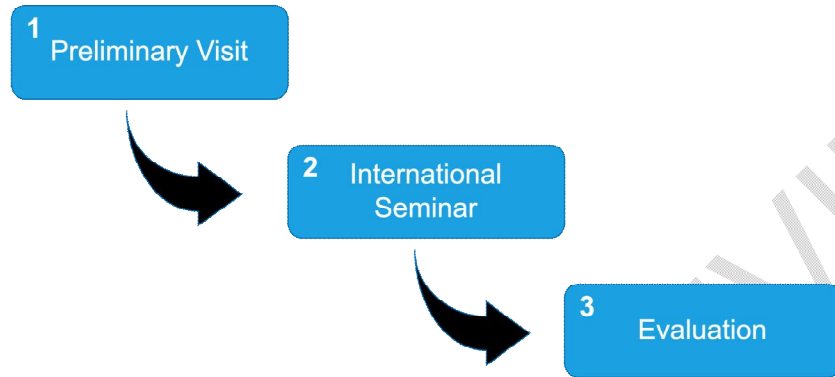 1
Preliminary Visit
2
International
Seminar
3
Evaluation